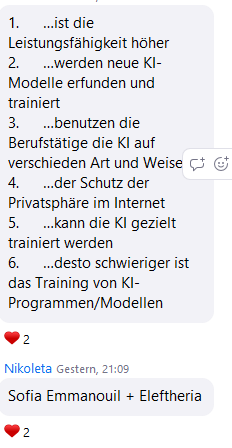 1. ...ist die
Leistungsfähigkeit höher
2. ...werden neue KI-
Modelle erfunden und
trainiert
3. ...benutzen die
Berufstätige die KI auf
verschieden Art und Weise
4. ...der Schutz der
Privatsphäre im Internet
5. ...kann die KI gezielt
trainiert werden
6. ...desto schwieriger ist
das Training von KI-
Programmen/Modellen
2
Nikoleta Gestern, 21:09
Sofia Emmanouil + Eleftheria
2